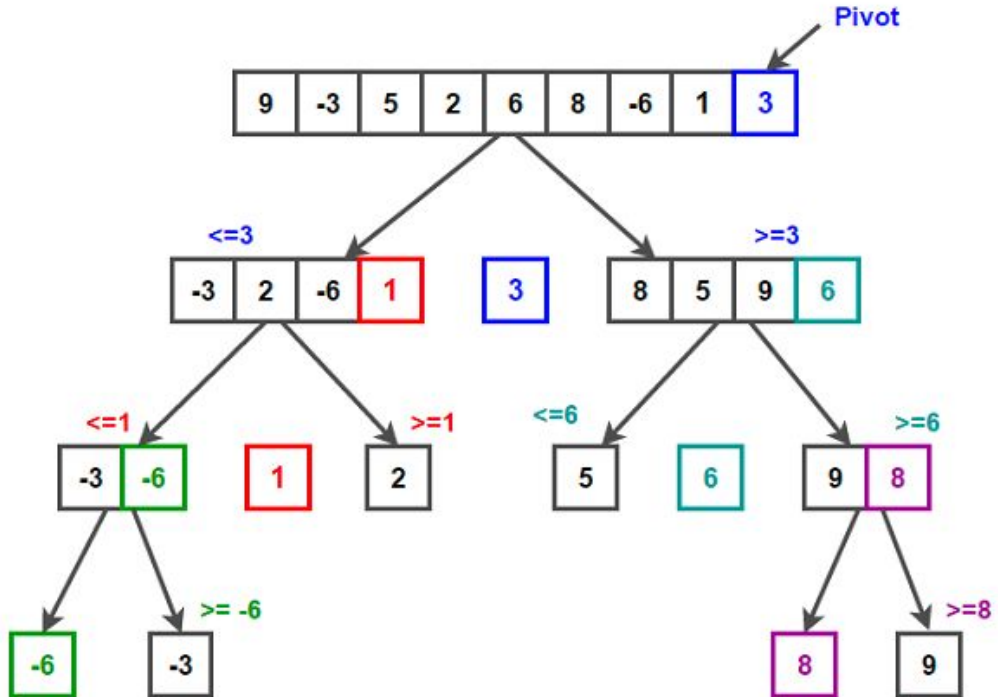 Pivot
9 -3 5 2 6 8 -6 1 3
<=3 >=3
-3 2 -6 1 3 8 5 9 6
<=1 >=1 <=6 >=6
-3 -6 1 2 5 6 9 8
>= -6 >=8
-6 -3 8 9